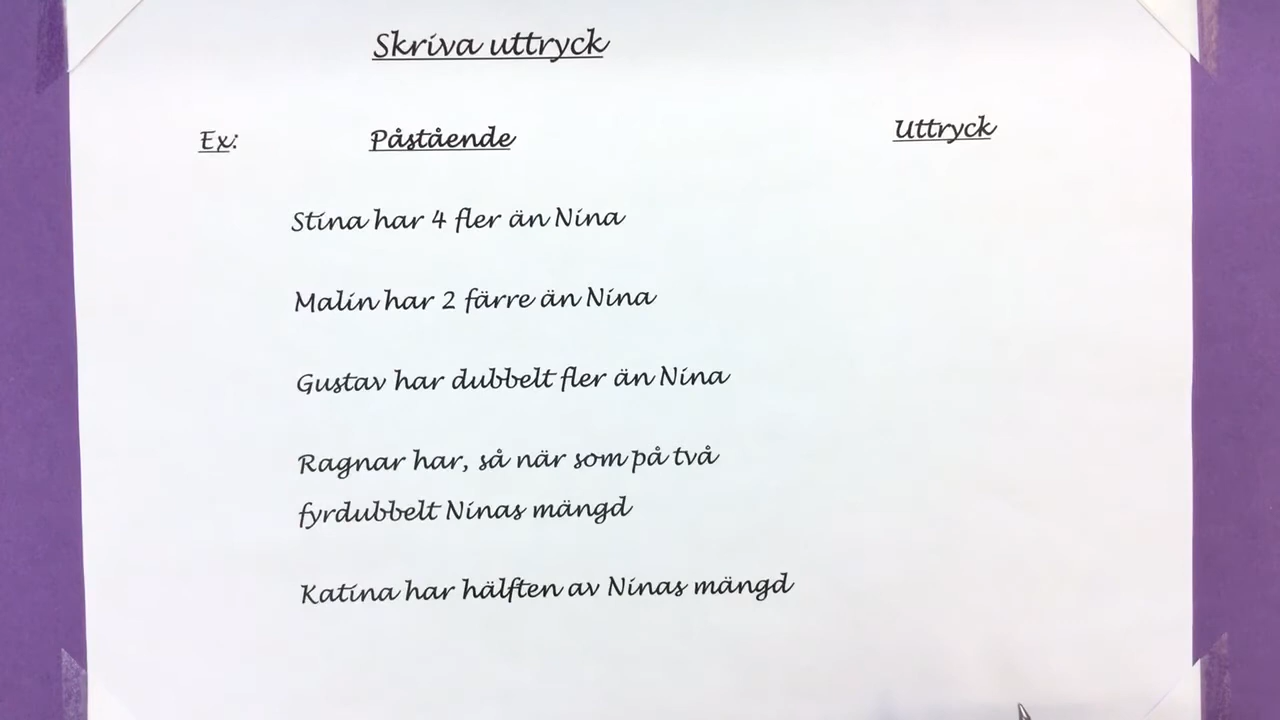 Skriva uttryck
Ex: Påstående Uttryck
Stina har 4 fler än Nina
Malin har 2 färre än Nina
Gustav har dubbelt fler än Nina
Ragnar har, så när som på två
fyrdubbelt Ninas mängd
Katina har hälften av Ninas mängd